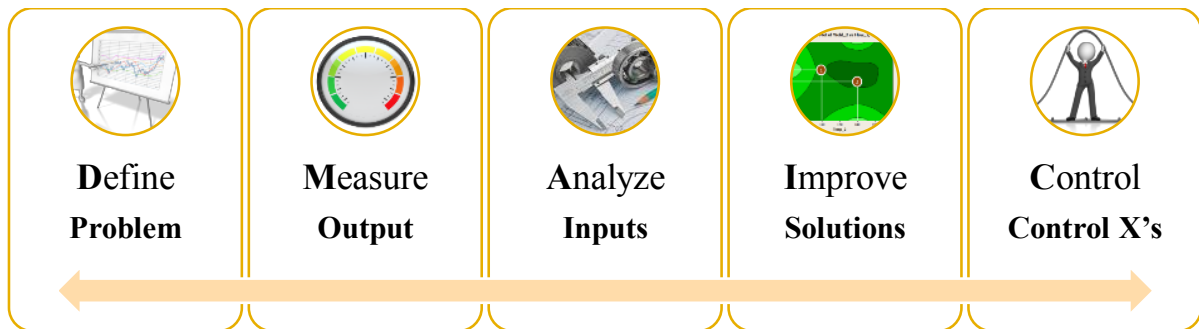 Define
Problem
Measure
Output
Analyze
Inputs
Improve
Solutions
Control
Control X's